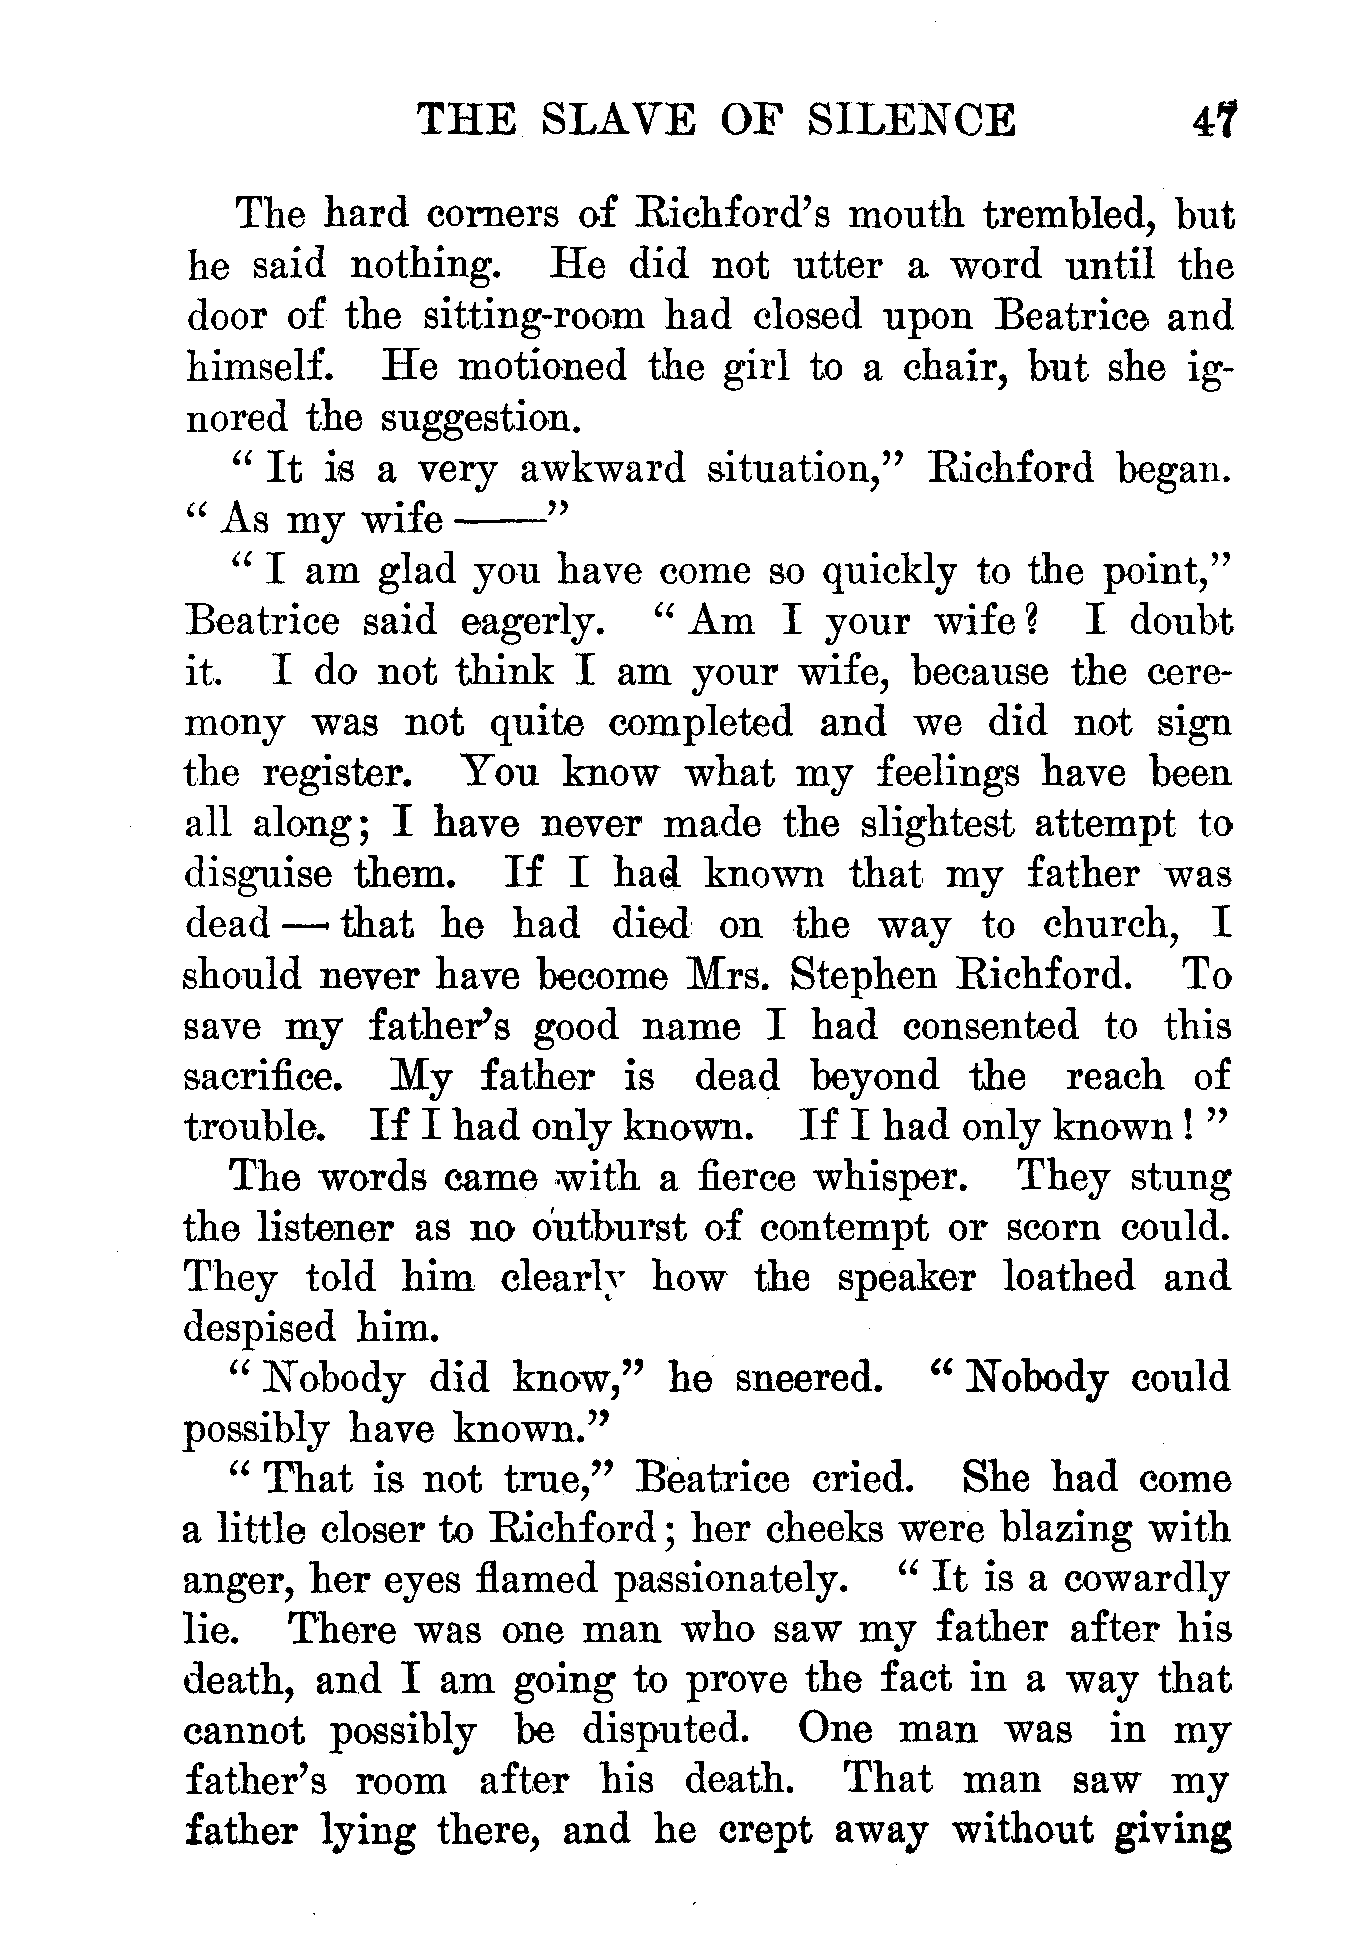 THE SLAVE OF SILENCE 47
The hard corners of Richford's mouth trembled, but
he said nothing. He did not utter a word until the
door of the sitting-room had closed upon Beatrice and
himself. He motioned the girl to a chair, but she ig-
nored the suggestion.
" It is a very awkward situation," Richford began.
" As my wife ——"
" I am glad you have come so quickly to the point,"
Beatrice said eagerly. " Am I your wife? I doubt
it. I do not think I am your wife, because the cere-
mony was not quite completed and we did not sign
the register. You know what my feelings have been
all along; I have never made the slightest attempt to
disguise them. If I had known that my father was
dead — that he had died on the way to church, I
should never have become Mrs. Stephen Richford. To
save my father's good name I had consented to this
sacrifice. My father is dead beyond the reach of
trouble. If I had only known. If I had only known! "
The words came with a fierce whisper. They stung
the listener as no outburst of contempt or scorn could.
They told him clearly how the speaker loathed and
despised him.
" Nobody did know," he sneered. " Nobody could
possibly have known."
" That is not true," Beatrice cried. She had come
a little closer to Richford; her cheeks were blazing with
anger, her eyes flamed passionately. " It is a cowardly
lie. There was one man who saw my father after his
death, and I am going to prove the fact in a way that
cannot possibly be disputed. One man was in my
father's room after his death. That man saw my
father lying there, and he crept away without giving